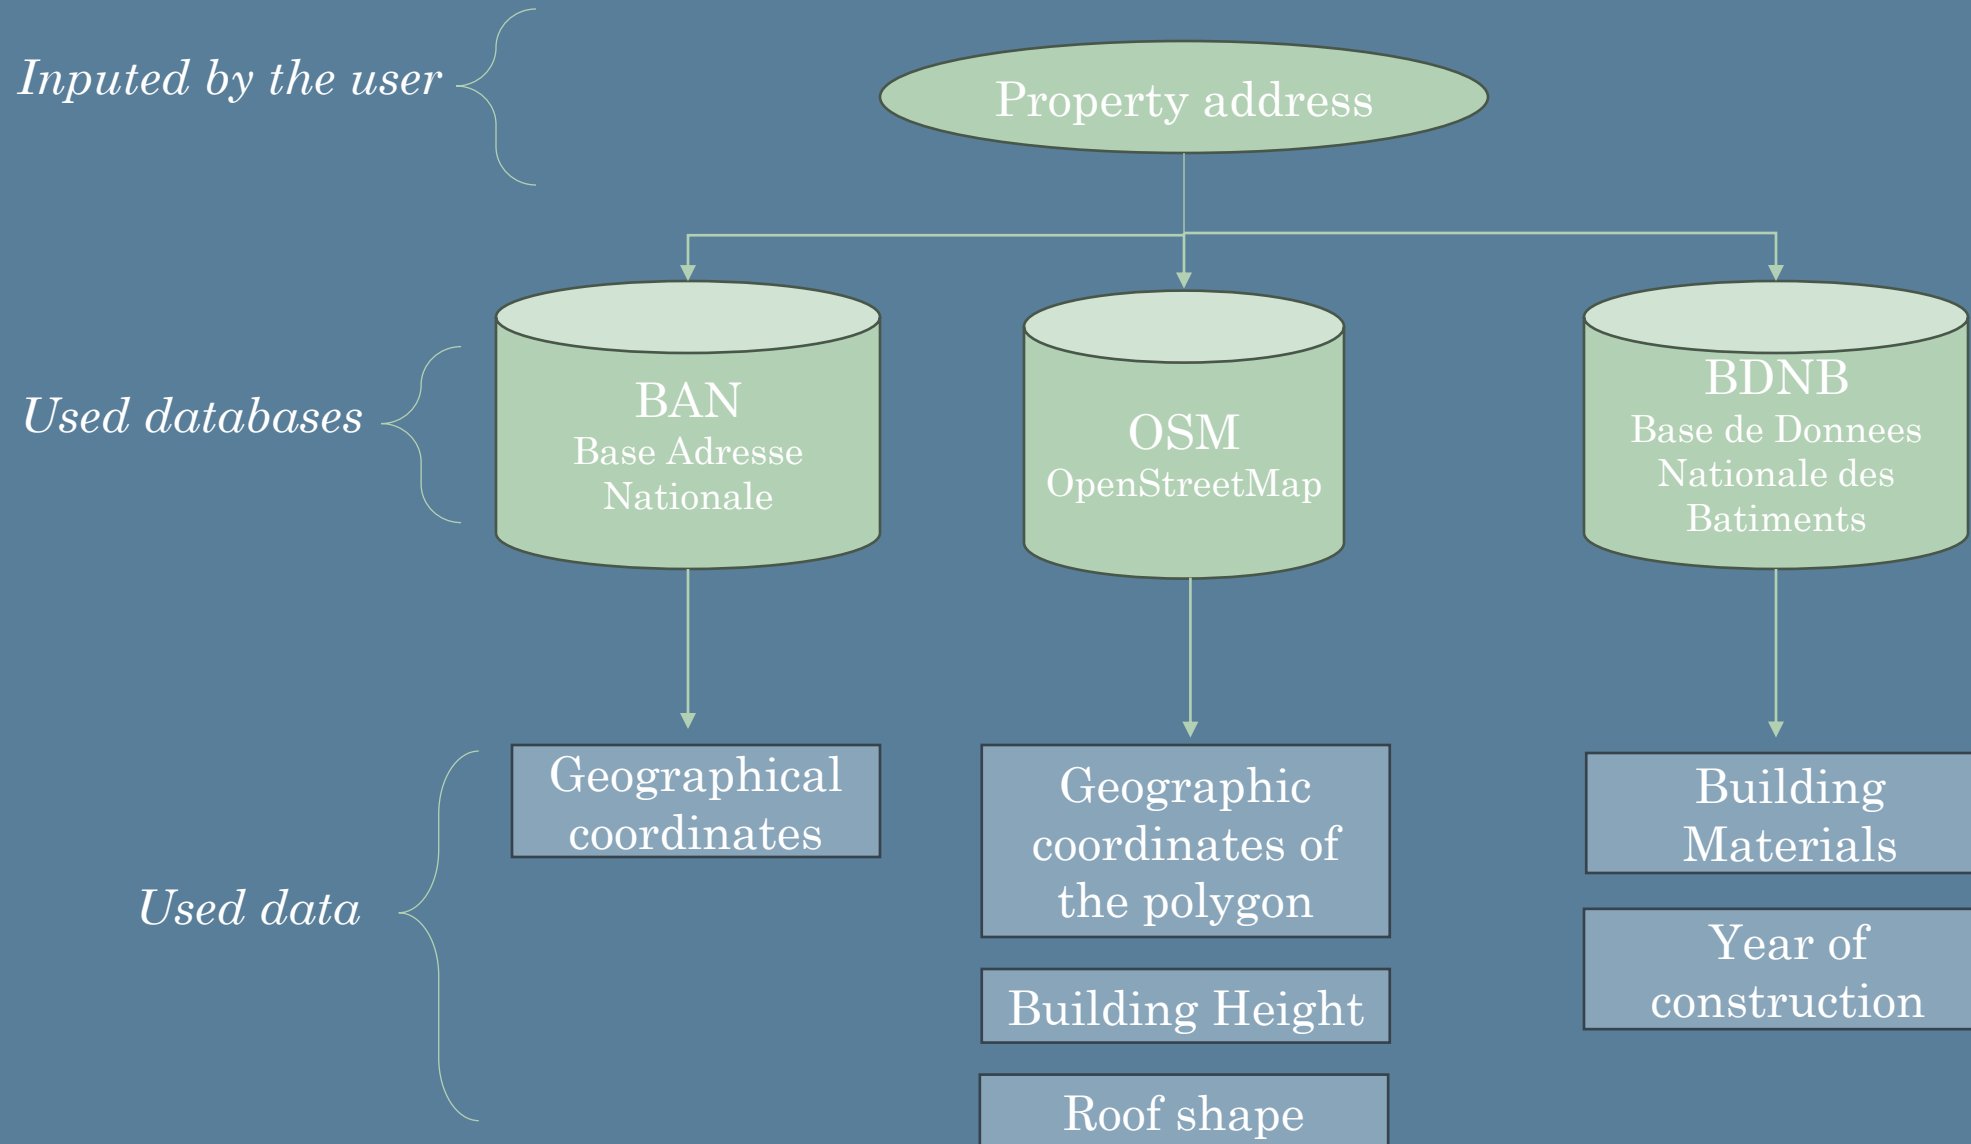 Inputed by the user
Property address
Used databases
BAN
Base Adresse
Nationale
OSM
OpenStreetMap
BDNB
Base de Donnees
Nationale des
Batiments
Used data
Geographical
coordinates
Geographic
coordinates of
the polygon
Building Height
Roof shape
Building
Materials
Year of
construction